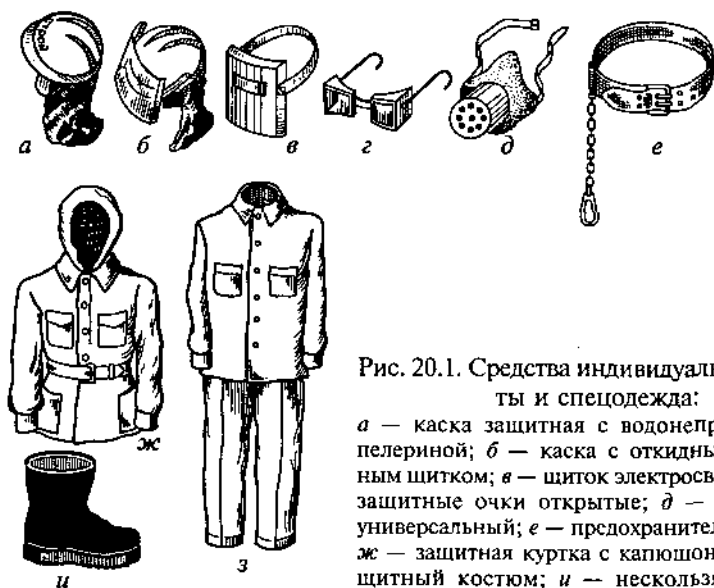 а б в г д е
ж
з
и
Рис. 20.1. Средства индивидуаль
ты и спецодежда:
а — каска защитная с водонепр
пелериной; б — каска с откидны
ным щитком; в — щиток электросв
защитные очки открытые; д —
универсальный; е — предохранител
ж — защитная куртка с капюшон
щитный костюм; и — нескольз